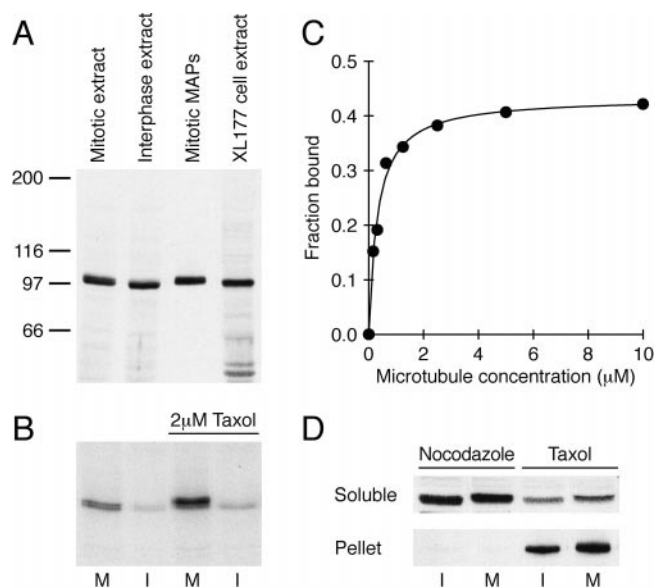 A
Mitotic extract
Interphase extract
Mitotic MAPs
XL177 cell extract
200
116
97
66
B
2μM Taxol
M I M I
C
0.5
0.4
0.3
0.2
0.1
0.0
Fraction bound
0 2 4 6 8 10
Microtubule concentration (μM)
D
Nocodazole Taxol
Soluble
Pellet
I M I M